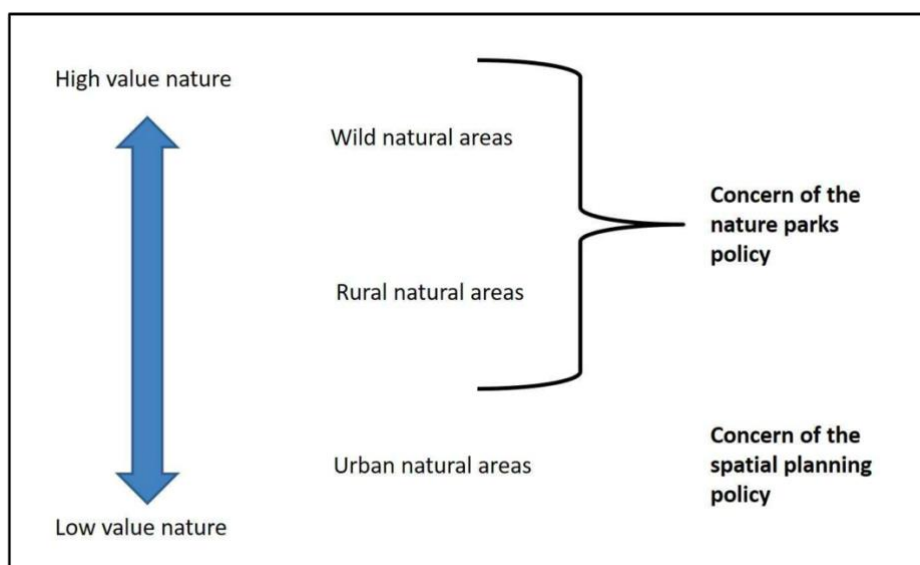 High value nature
Wild natural areas
Concern of the
nature parks
policy
Rural natural areas
Concern of the
spatial planning
policy
Urban natural areas
Low value nature